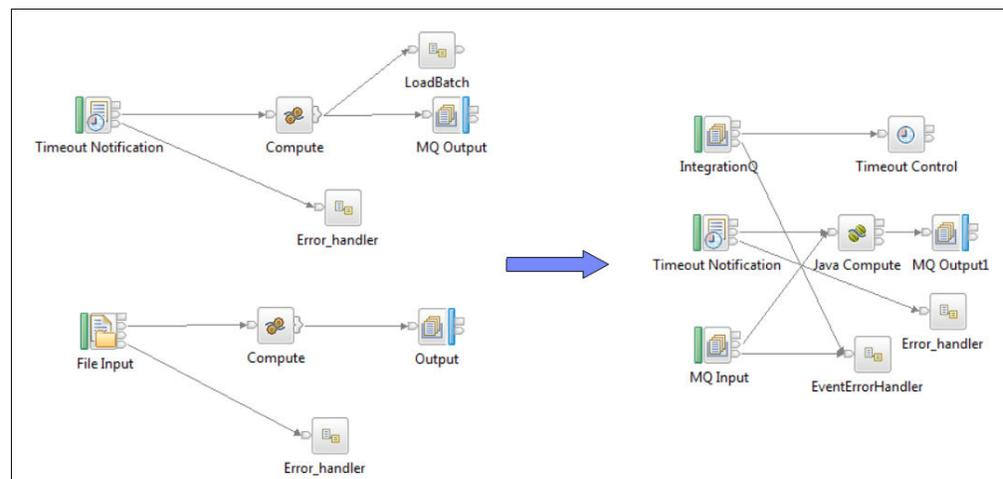 LoadBatch
Timeout Notification
Compute
MQ Output
Error_handler
File Input
Compute
Output
Error_handler
IntegrationQ
Timeout Control
Timeout Notification
Java Compute
MQ Output1
Error_handler
MQ Input
EventErrorHandler